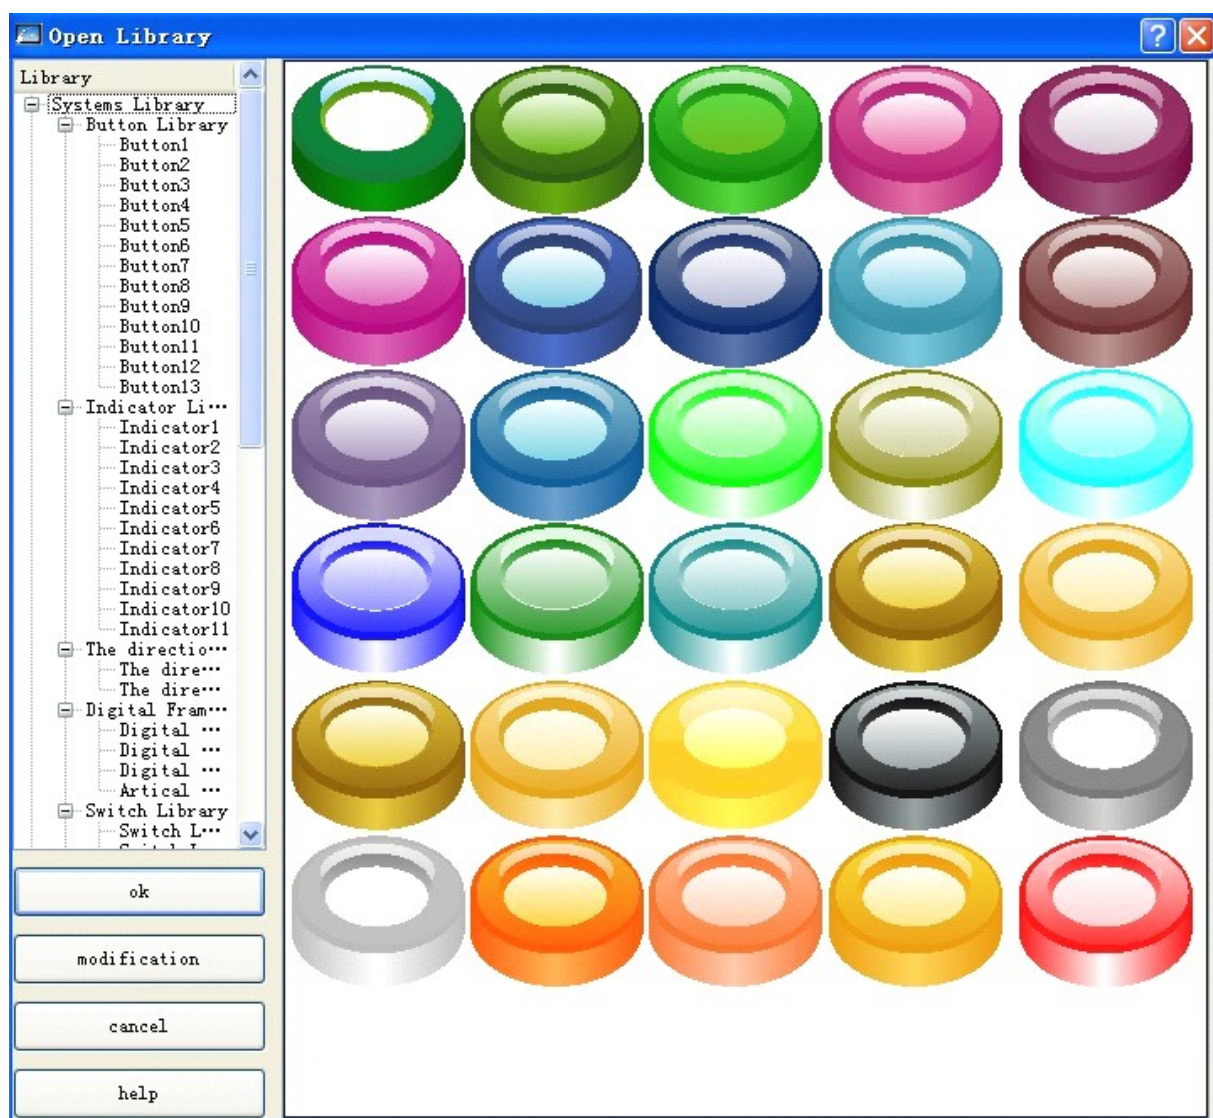 Open Library
Library
Systems Library
Button Library
Button1
Button2
Button3
Button4
Button5
Button6
Button7
Button8
Button9
Button10
Button11
Button12
Button13
Indicator Li···
Indicator1
Indicator2
Indicator3
Indicator4
Indicator5
Indicator6
Indicator7
Indicator8
Indicator9
Indicator10
Indicator11
The directio···
The dire···
The dire···
Digital Fram···
Digital ···
Digital ···
Digital ···
Artical ···
Switch Library
Switch L···
ok
modification
cancel
help